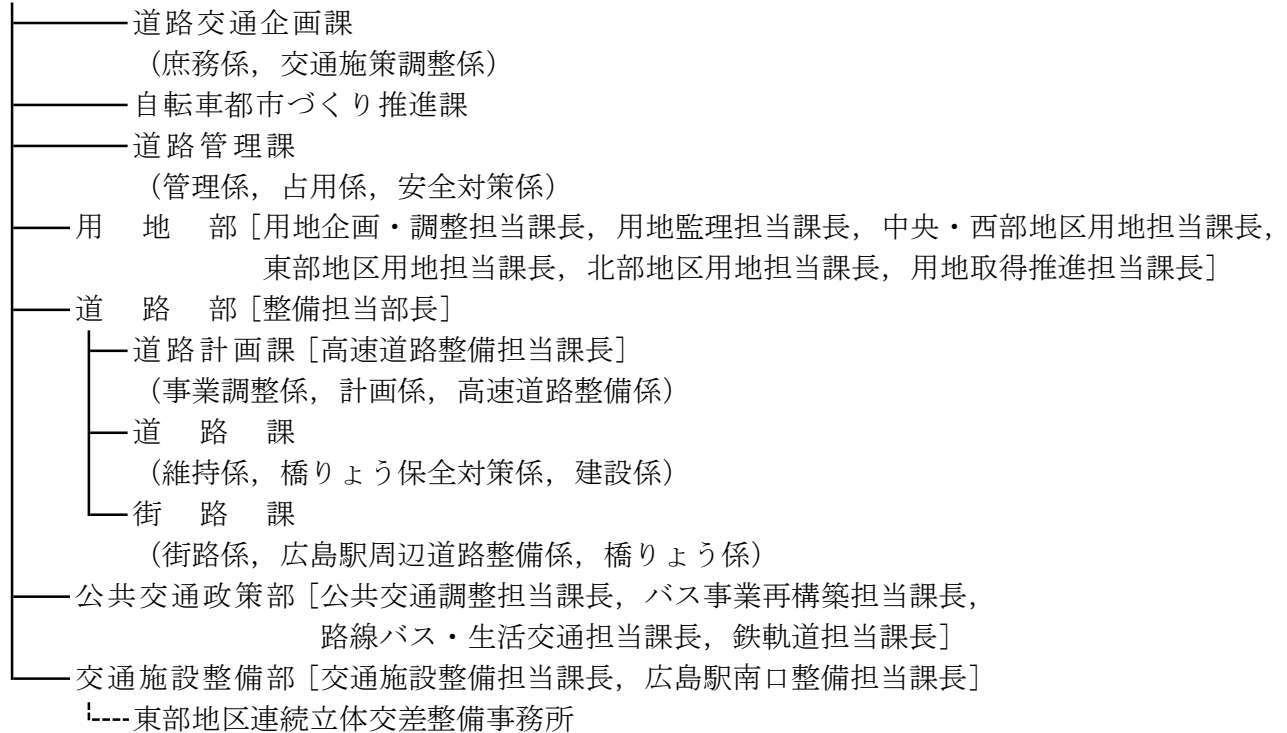 道路交通企画課
（庶務係，交通施策調整係）
自転車都市づくり推進課
道路管理課
（管理係，占用係，安全対策係）
用　地　部［用地企画・調整担当課長，用地監理担当課長，中央・西部地区用地担当課長，
東部地区用地担当課長，北部地区用地担当課長，用地取得推進担当課長］
道　路　部［整備担当部長］
道路計画課［高速道路整備担当課長］
（事業調整係，計画係，高速道路整備係）
道　路　課
（維持係，橋りょう保全対策係，建設係）
街　路　課
（街路係，広島駅周辺道路整備係，橋りょう係）
公共交通政策部［公共交通調整担当課長，バス事業再構築担当課長，
路線バス・生活交通担当課長，鉄軌道担当課長］
交通施設整備部［交通施設整備担当課長，広島駅南口整備担当課長］
東部地区連続立体交差整備事務所